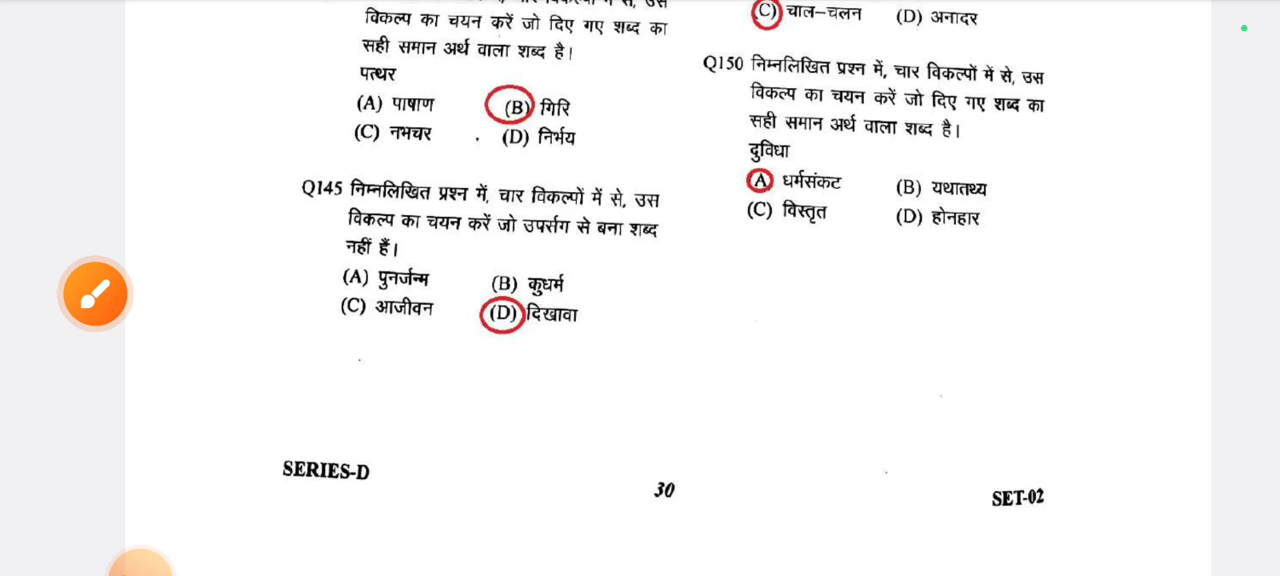 विकल्प का चयन करें जो दिए गए शब्द का
सही समान अर्थ वाला शब्द है।
पत्थर
(A) पाषाण (B) गिरि
(C) नभचर (D) निर्भय
Q145 निम्नलिखित प्रश्न में, चार विकल्पों में से, उस
विकल्प का चयन करें जो उपर्सग से बना शब्द
नहीं हैं।
(A) पुनर्जन्म (B) कुधर्म
(C) आजीवन (D) दिखावा
(C) चाल-चलन (D) अनादर
Q150 निम्नलिखित प्रश्न में, चार विकल्पों में से, उस
विकल्प का चयन करें जो दिए गए शब्द का
सही समान अर्थ वाला शब्द है।
दुविधा
(A) धर्मसंकट (B) यथातथ्य
(C) विस्तृत (D) होनहार
SERIES-D
30
SET-02